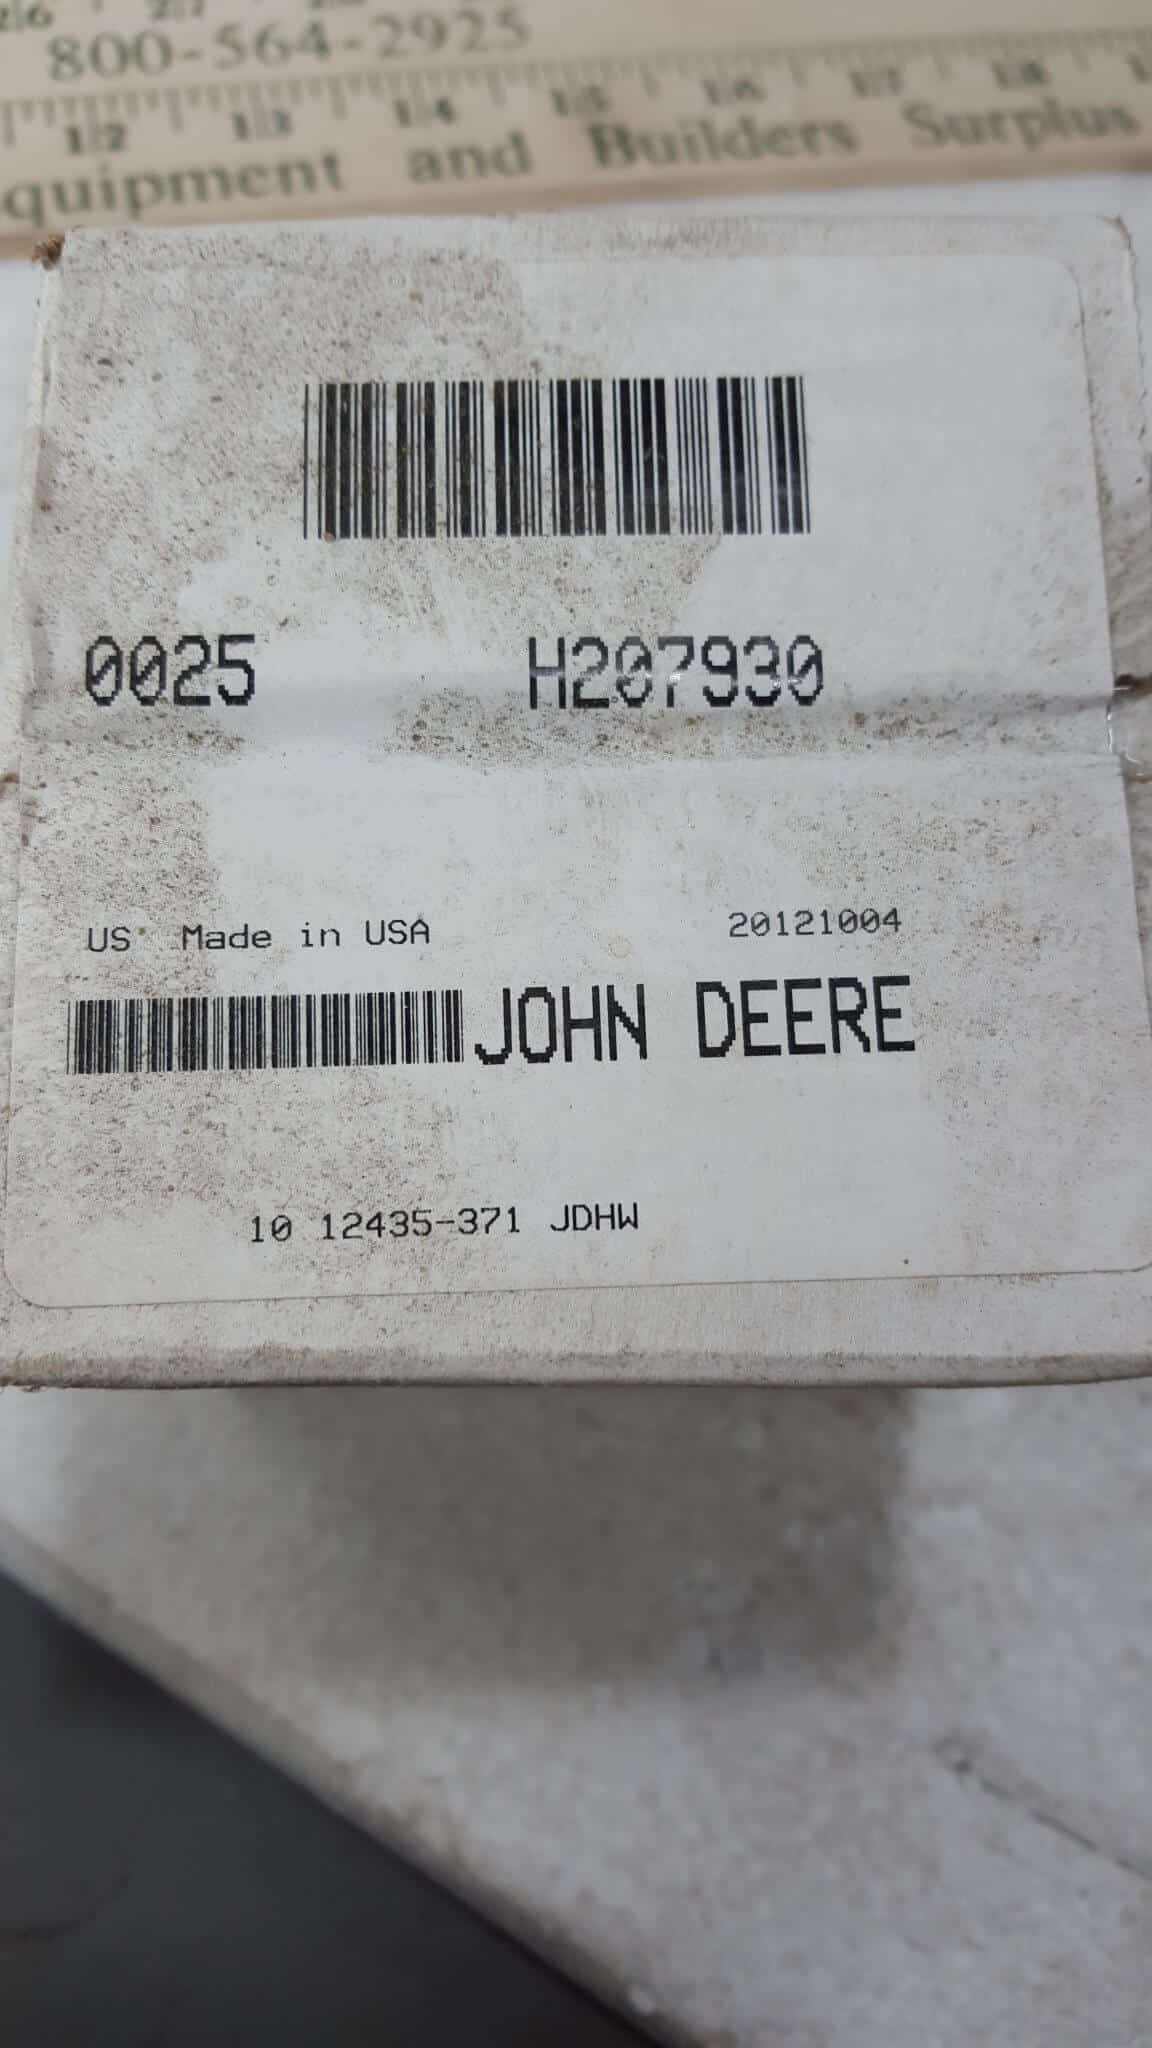 800-564-2925
12 13 14 15 16 17 18
quipment and Builders Surplus
0025 H207930
US Made in USA 20121004
JOHN DEERE
10 12435-371 JDHW